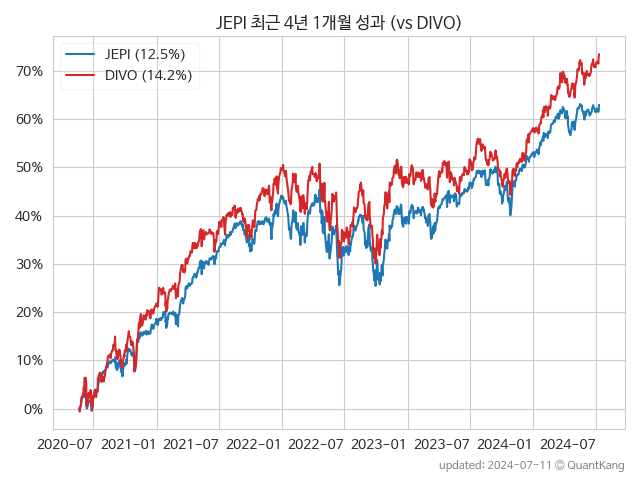 JEPI 최근 4년 1개월 성과 (vs DIVO)
JEPI (12.5%)
DIVO (14.2%)
70%
60%
50%
40%
30%
20%
10%
0%
2020-07 2021-01 2021-07 2022-01 2022-07 2023-01 2023-07 2024-01 2024-07
updated: 2024-07-11 © QuantKang